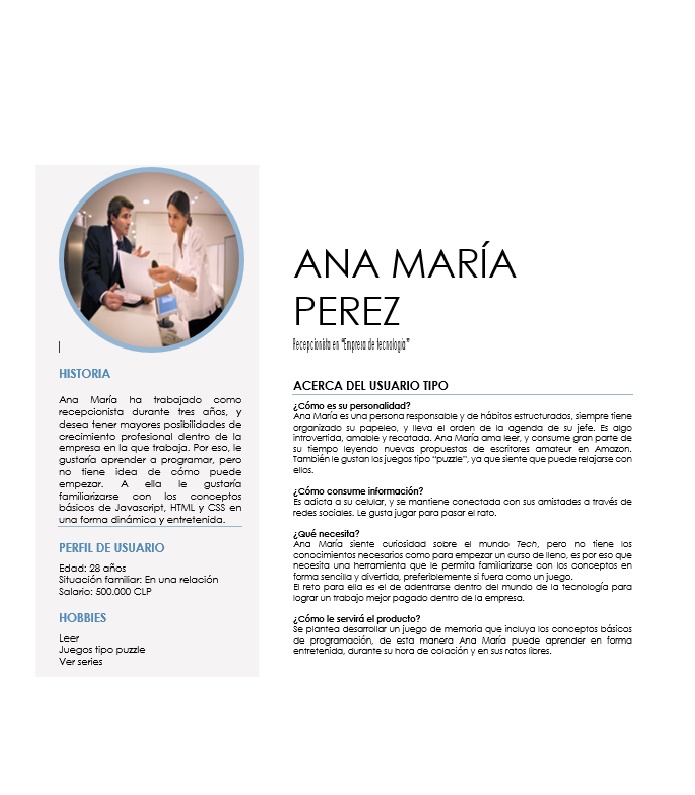 ANA MARÍA
PEREZ
Recepcionista en "Empresa de tecnología"
HISTORIA
Ana María ha trabajado como
recepcionista durante tres años, y
desea tener mayores posibilidades de
crecimiento profesional dentro de la
empresa en la que trabaja. Por eso, le
gustaría aprender a programar, pero
no tiene idea de cómo puede
empezar. A ella le gustaría
familiarizarse con los conceptos
básicos de Javascript, HTML y CSS en
una forma dinámica y entretenida.
PERFIL DE USUARIO
Edad: 28 años
Situación familiar: En una relación
Salario: 500.000 CLP
HOBBIES
Leer
Juegos tipo puzzle
Ver series
ACERCA DEL USUARIO TIPO
¿Cómo es su personalidad?
Ana María es una persona responsable y de hábitos estructurados, siempre tiene
organizado su papeleo, y lleva el orden de la agenda de su jefe. Es algo
introvertida, amable y recatada. Ana María ama leer, y consume gran parte de
su tiempo leyendo nuevas propuestas de escritores amateur en Amazon.
También le gustan los juegos tipo "puzzle", ya que siente que puede relajarse con
ellos.
¿Cómo consume información?
Es adicta a su celular, y se mantiene conectada con sus amistades a través de
redes sociales. Le gusta jugar para pasar el rato.
¿Qué necesita?
Ana María siente curiosidad sobre el mundo Tech, pero no tiene los
conocimientos necesarios como para empezar un curso de lleno, es por eso que
necesita una herramienta que le permita familiarizarse con los conceptos en
forma sencilla y divertida, preferiblemente si fuera como un juego.
El reto para ella es el de adentrarse dentro del mundo de la tecnología para
lograr un trabajo mejor pagado dentro de la empresa.
¿Cómo le servirá el producto?
Se plantea desarrollar un juego de memoria que incluya los conceptos básicos
de programación, de esta manera Ana María puede aprender en forma
entretenida, durante su hora de colación y en sus ratos libres.